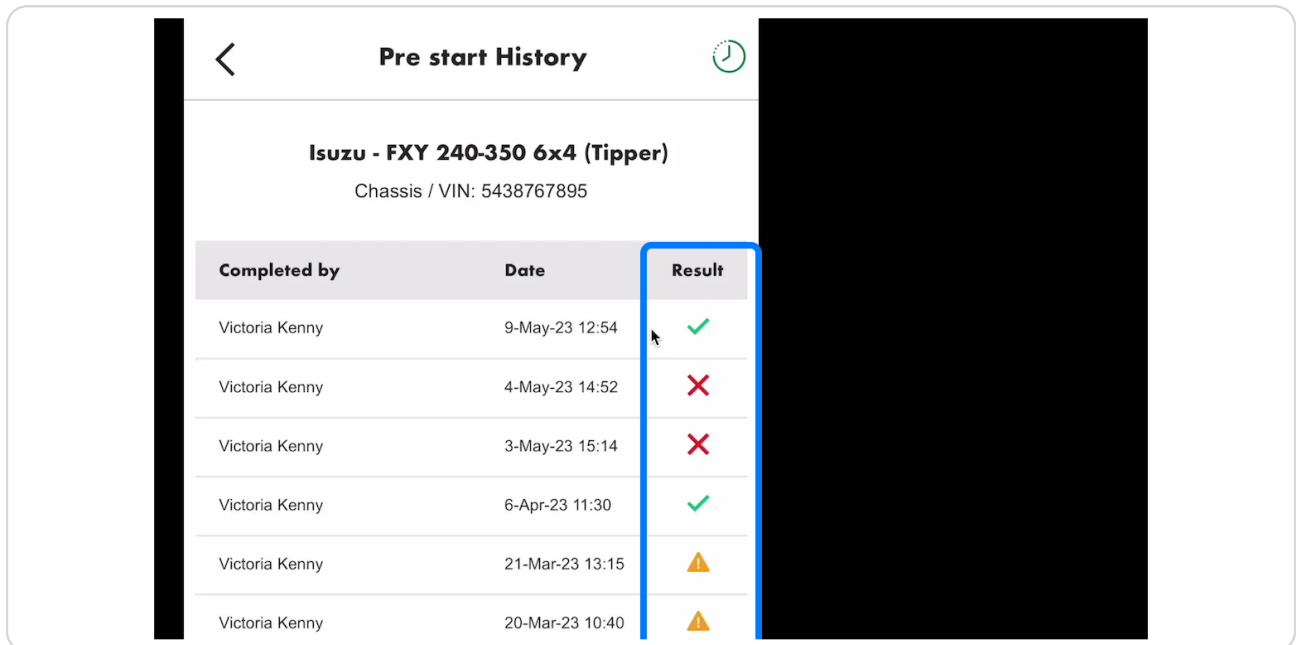 Pre start History
Isuzu - FXY 240-350 6x4 (Tipper)
Chassis / VIN: 5438767895
Completed by Date Result
Victoria Kenny 9-May-23 12:54
Victoria Kenny 4-May-23 14:52
Victoria Kenny 3-May-23 15:14
Victoria Kenny 6-Apr-23 11:30
Victoria Kenny 21-Mar-23 13:15
Victoria Kenny 20-Mar-23 10:40